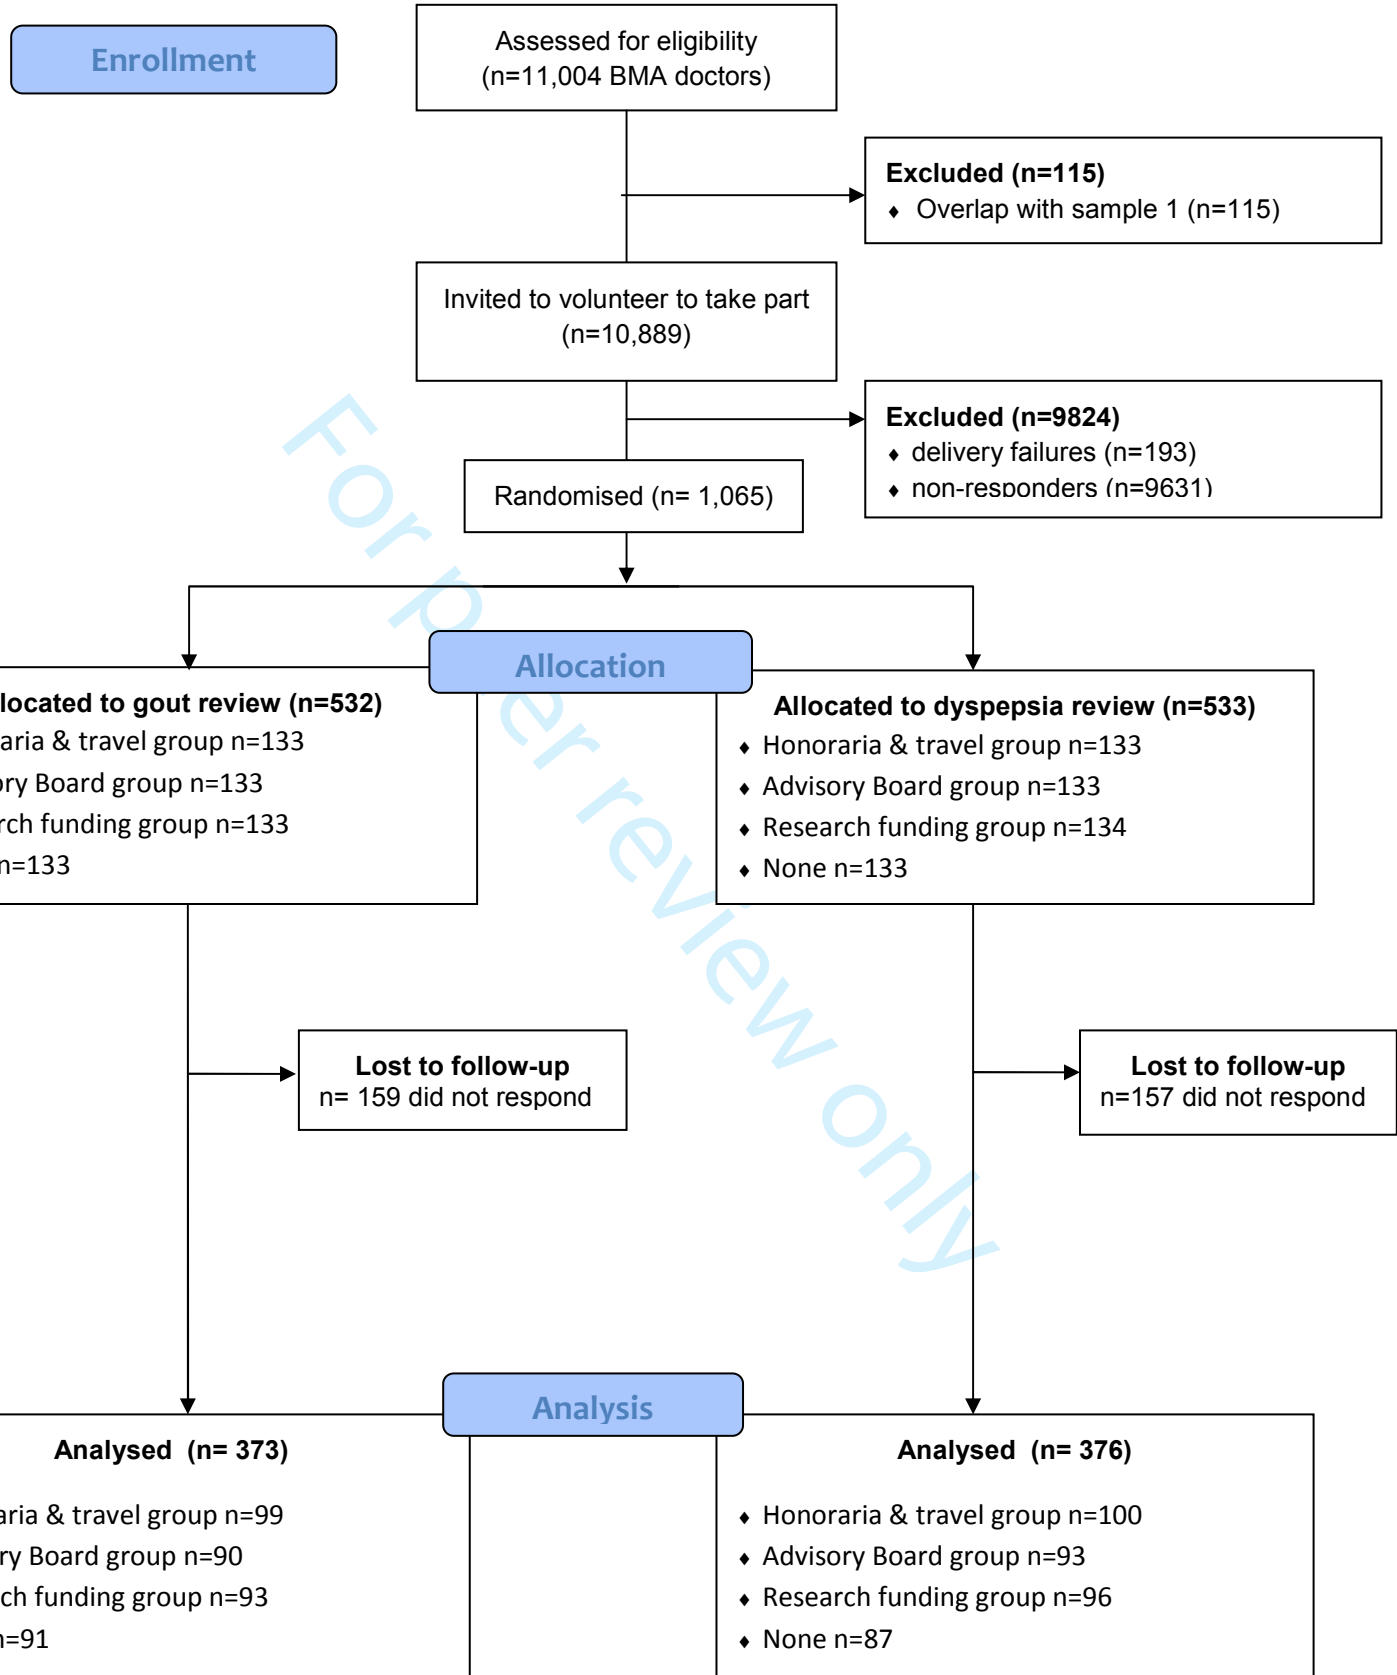 Enrollment
Assessed for eligibility
(n=11,004 BMA doctors)
Excluded (n=115)
♦ Overlap with sample 1 (n=115)
Invited to volunteer to take part
(n=10,889)
Excluded (n=9824)
♦ delivery failures (n=193)
♦ non-responders (n=9631)
Randomised (n= 1,065)
Allocation
located to gout review (n=532)
aria & travel group n=133
ory Board group n=133
rch funding group n=133
n=133
Allocated to dyspepsia review (n=533)
♦ Honoraria & travel group n=133
♦ Advisory Board group n=133
♦ Research funding group n=134
♦ None n=133
Lost to follow-up
n= 159 did not respond
Lost to follow-up
n=157 did not respond
Analysis
Analysed (n= 373)
aria & travel group n=99
ry Board group n=90
ch funding group n=93
n=91
Analysed (n= 376)
♦ Honoraria & travel group n=100
♦ Advisory Board group n=93
♦ Research funding group n=96
♦ None n=87
For peer review only